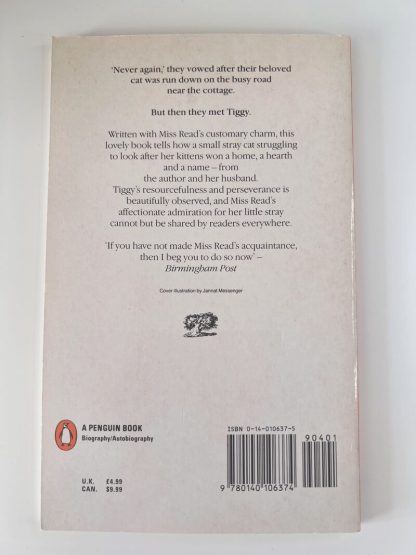 ‘Never again,’ they vowed after their beloved
cat was run down on the busy road
near the cottage.
But then they met Tiggy.
Written with Miss Read’s customary charm, this
lovely book tells how a small stray cat struggling
to look after her kittens won a home, a hearth
and a name – from
the author and her husband.
Tiggy’s resourcefulness and perseverance is
beautifully observed, and Miss Read’s
affectionate admiration for her little stray
cannot but be shared by readers everywhere.
‘If you have not made Miss Read’s acquaintance,
then I beg you to do so now’ –
Birmingham Post
Cover illustration by Jannat Messenger
A PENGUIN BOOK
Biography/Autobiography
U.K. £4.99
CAN. $9.99
ISBN 0-14-010637-5
90401
9 780140 106374